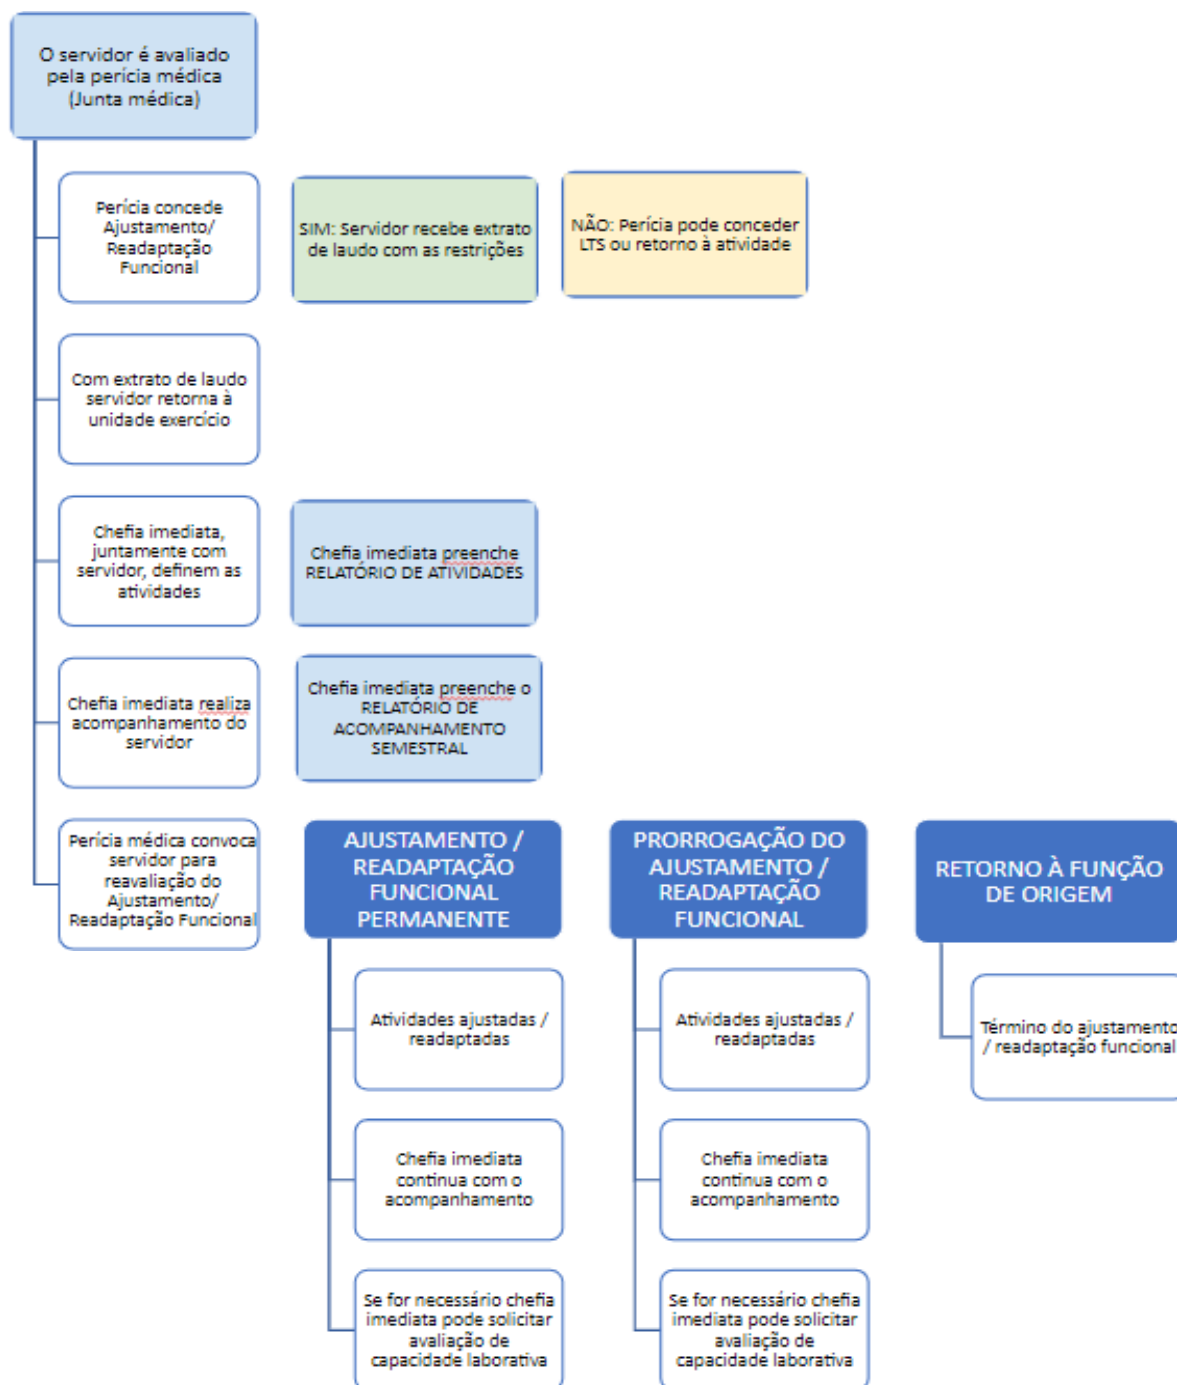 O servidor é avaliado
pela perícia médica
(Junta médica)
Perícia concede
Ajustamento/
Readaptação
Funcional
SIM: Servidor recebe extrato
de laudo com as restrições
NÃO: Perícia pode conceder
LTS ou retorno à atividade
Com extrato de laudo
servidor retorna à
unidade exercício
Chefia imediata,
juntamente com
servidor, definem as
atividades
Chefia imediata preenche
RELATÓRIO DE ATIVIDADES
Chefia imediata realiza
acompanhamento do
servidor
Chefia imediata preenche o
RELATÓRIO DE
ACOMPANHAMENTO
SEMESTRAL
Perícia médica convoca
servidor para
reavaliação do
Ajustamento/
Readaptação Funcional
AJUSTAMENTO /
READAPTAÇÃO
FUNCIONAL
PERMANENTE
Atividades ajustadas /
readaptadas
Chefia imediata
continua com o
acompanhamento
Se for necessário chefia
imediata pode solicitar
avaliação de
capacidade laborativa
PRORROGAÇÃO DO
AJUSTAMENTO /
READAPTAÇÃO
FUNCIONAL
Atividades ajustadas /
readaptadas
Chefia imediata
continua com o
acompanhamento
Se for necessário chefia
imediata pode solicitar
avaliação de
capacidade laborativa
RETORNO À FUNÇÃO
DE ORIGEM
Término do ajustamento
/ readaptação funcional